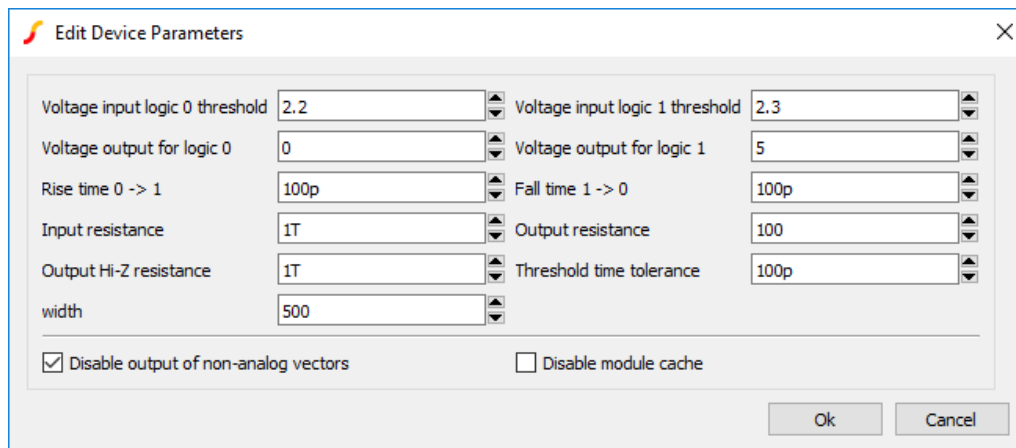 Edit Device Parameters
Voltage input logic 0 threshold 2.2 Voltage input logic 1 threshold 2.3
Voltage output for logic 0 0 Voltage output for logic 1 5
Rise time 0 -> 1 100p Fall time 1 -> 0 100p
Input resistance 1T Output resistance 100
Output Hi-Z resistance 1T Threshold time tolerance 100p
width 500
Disable output of non-analog vectors Disable module cache
Ok Cancel